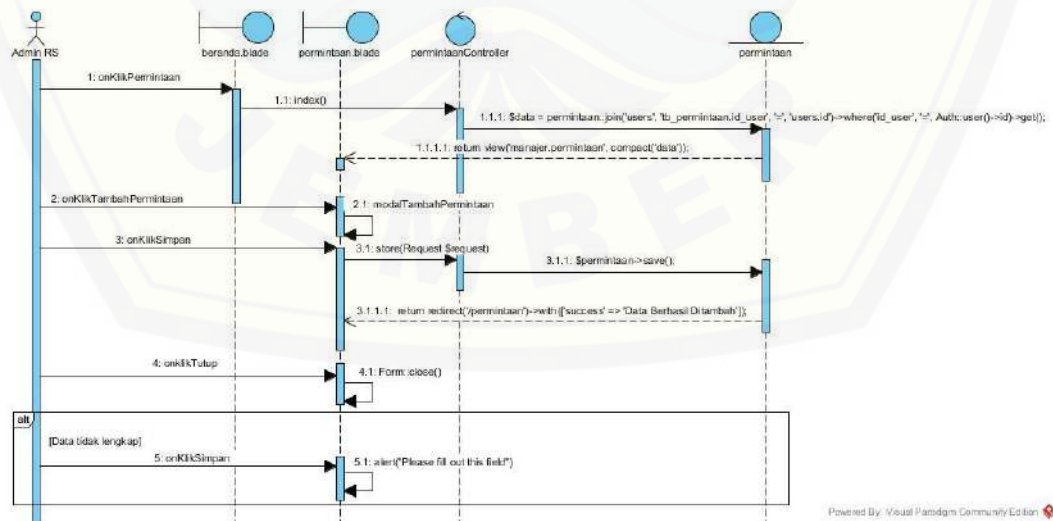 Admin RS
beranda.blade
permintaan.blade
permintaanController
permintaan
1: onKlikPermintaan
1.1: index()
1.1.1: $data = permintaan::join('users', 'tb_permintaan.id_user', '=', 'users.id')->where('id_user', '=', Auth::user()->id)->get();
1.1.1.1: return view('manajer.permintaan', compact('data'));
2: onKlikTambahPermintaan
2.1: modalTambahPermintaan
3: onKlikSimpan
3.1: store(Request $request)
3.1.1: $permintaan->save();
3.1.1.1: return redirect('/permintaan')->with(['success' => 'Data Berhasil Ditambah']);
4: onklikTutup
4.1: Form::close()
alt
[Data tidak lengkap]
5: onKlikSimpan
5.1: alert("Please fill out this field")
JEMBER
Powered By: Visual Paradigm Community Edition